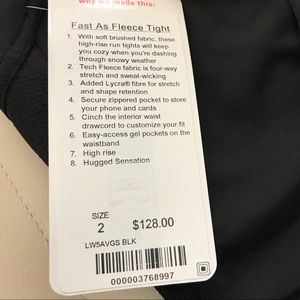 why we made this:
Fast As Fleece Tight
1. With soft brushed fabric, these
high-rise run tights will keep
you cozy when you're dashing
through snowy weather
2. Tech Fleece fabric is four-way
stretch and sweat-wicking
3. Added Lycra® fibre for stretch
and shape retention
4. Secure zippered pocket to store
your phone and cards
5. Cinch the interior waist
drawcord to customize your fit
6. Easy-access gel pockets on the
waistband
7. High rise
8. Hugged Sensation
SIZE
2 $128.00
LW5AVGS BLK
000003768997